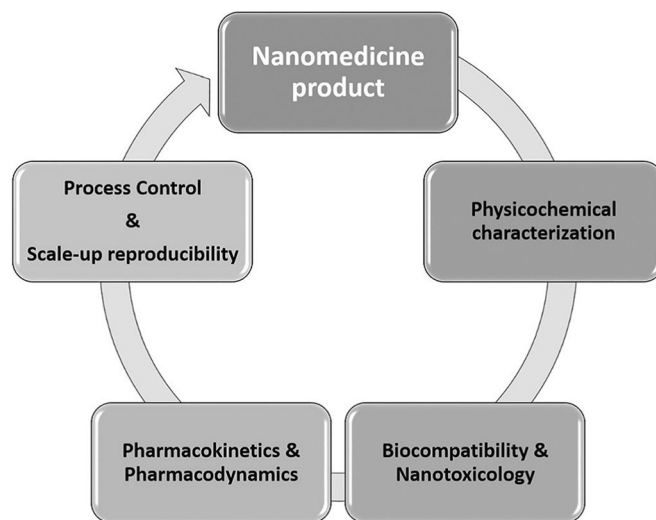 Nanomedicine
product
Physicochemical
characterization
Biocompatibility &
Nanotoxicology
Pharmacokinetics &
Pharmacodynamics
Process Control
&
Scale-up reproducibility